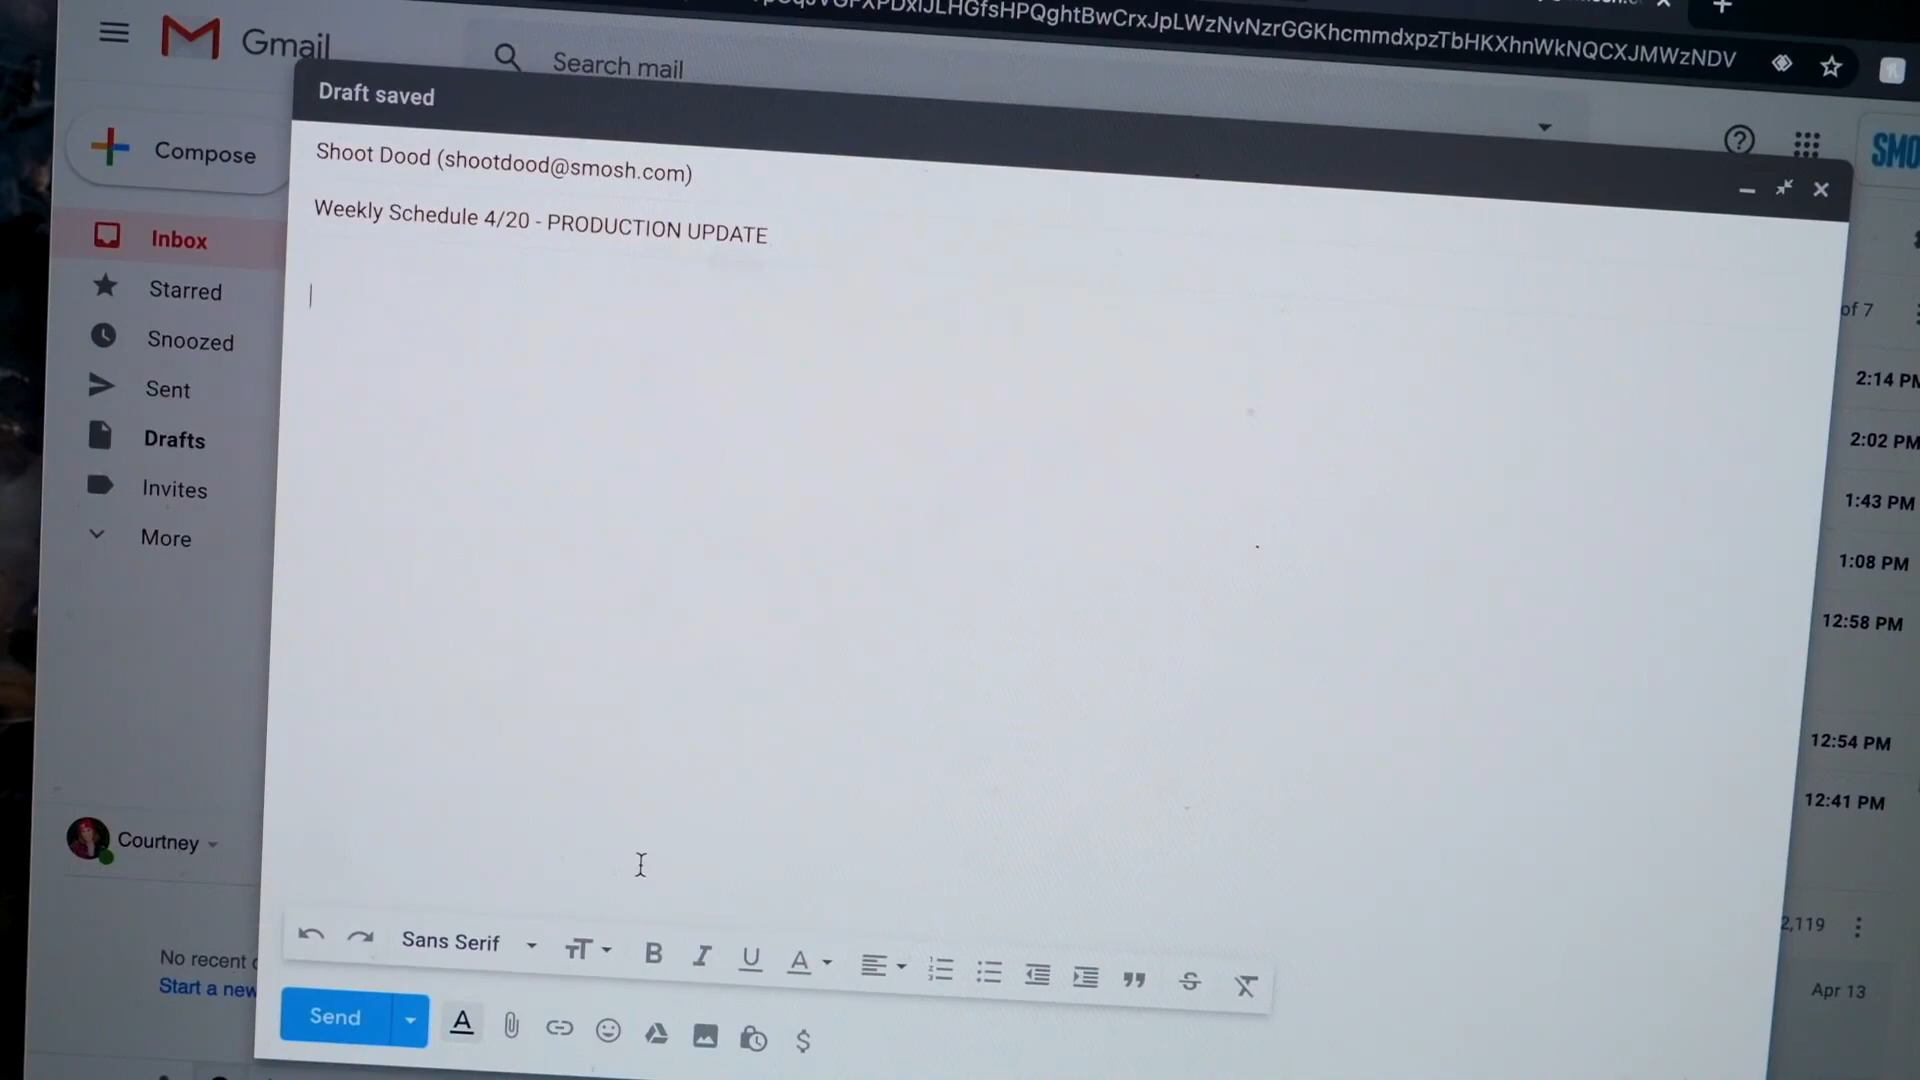 Gmail
Search mail
Draft saved
Compose
Shoot Dood (shootdood@smosh.com)
Weekly Schedule 4/20 - PRODUCTION UPDATE
Inbox
Starred
Snoozed
Sent
Drafts
Invites
More
of 7
2:14 PM
2:02 PM
1:43 PM
1:08 PM
12:58 PM
12:54 PM
12:41 PM
2,119
Apr 13
Courtney
No recent
Start a new
Sans Serif
Send